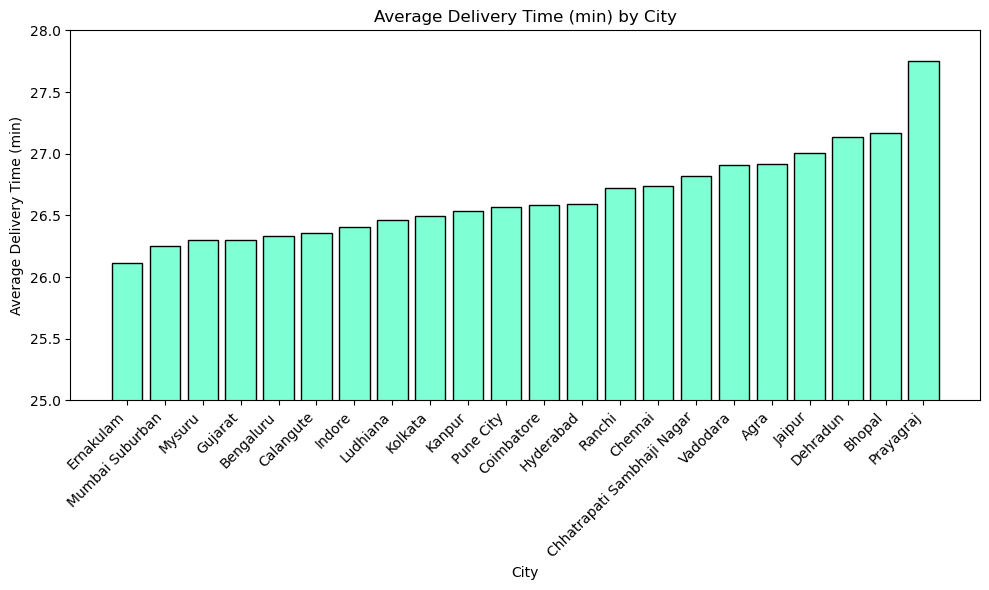 Average Delivery Time (min) by City
Average Delivery Time (min)
28.0
27.5
27.0
26.5
26.0
25.5
25.0
Ernakulam
Mumbai Suburban
Mysuru
Gujarat
Bengaluru
Calangute
Indore
Ludhiana
Kolkata
Kanpur
Pune City
Coimbatore
Hyderabad
Ranchi
Chennai
Chhatrapati Sambhaji Nagar
Vadodara
Agra
Jaipur
Dehradun
Bhopal
Prayagraj
City